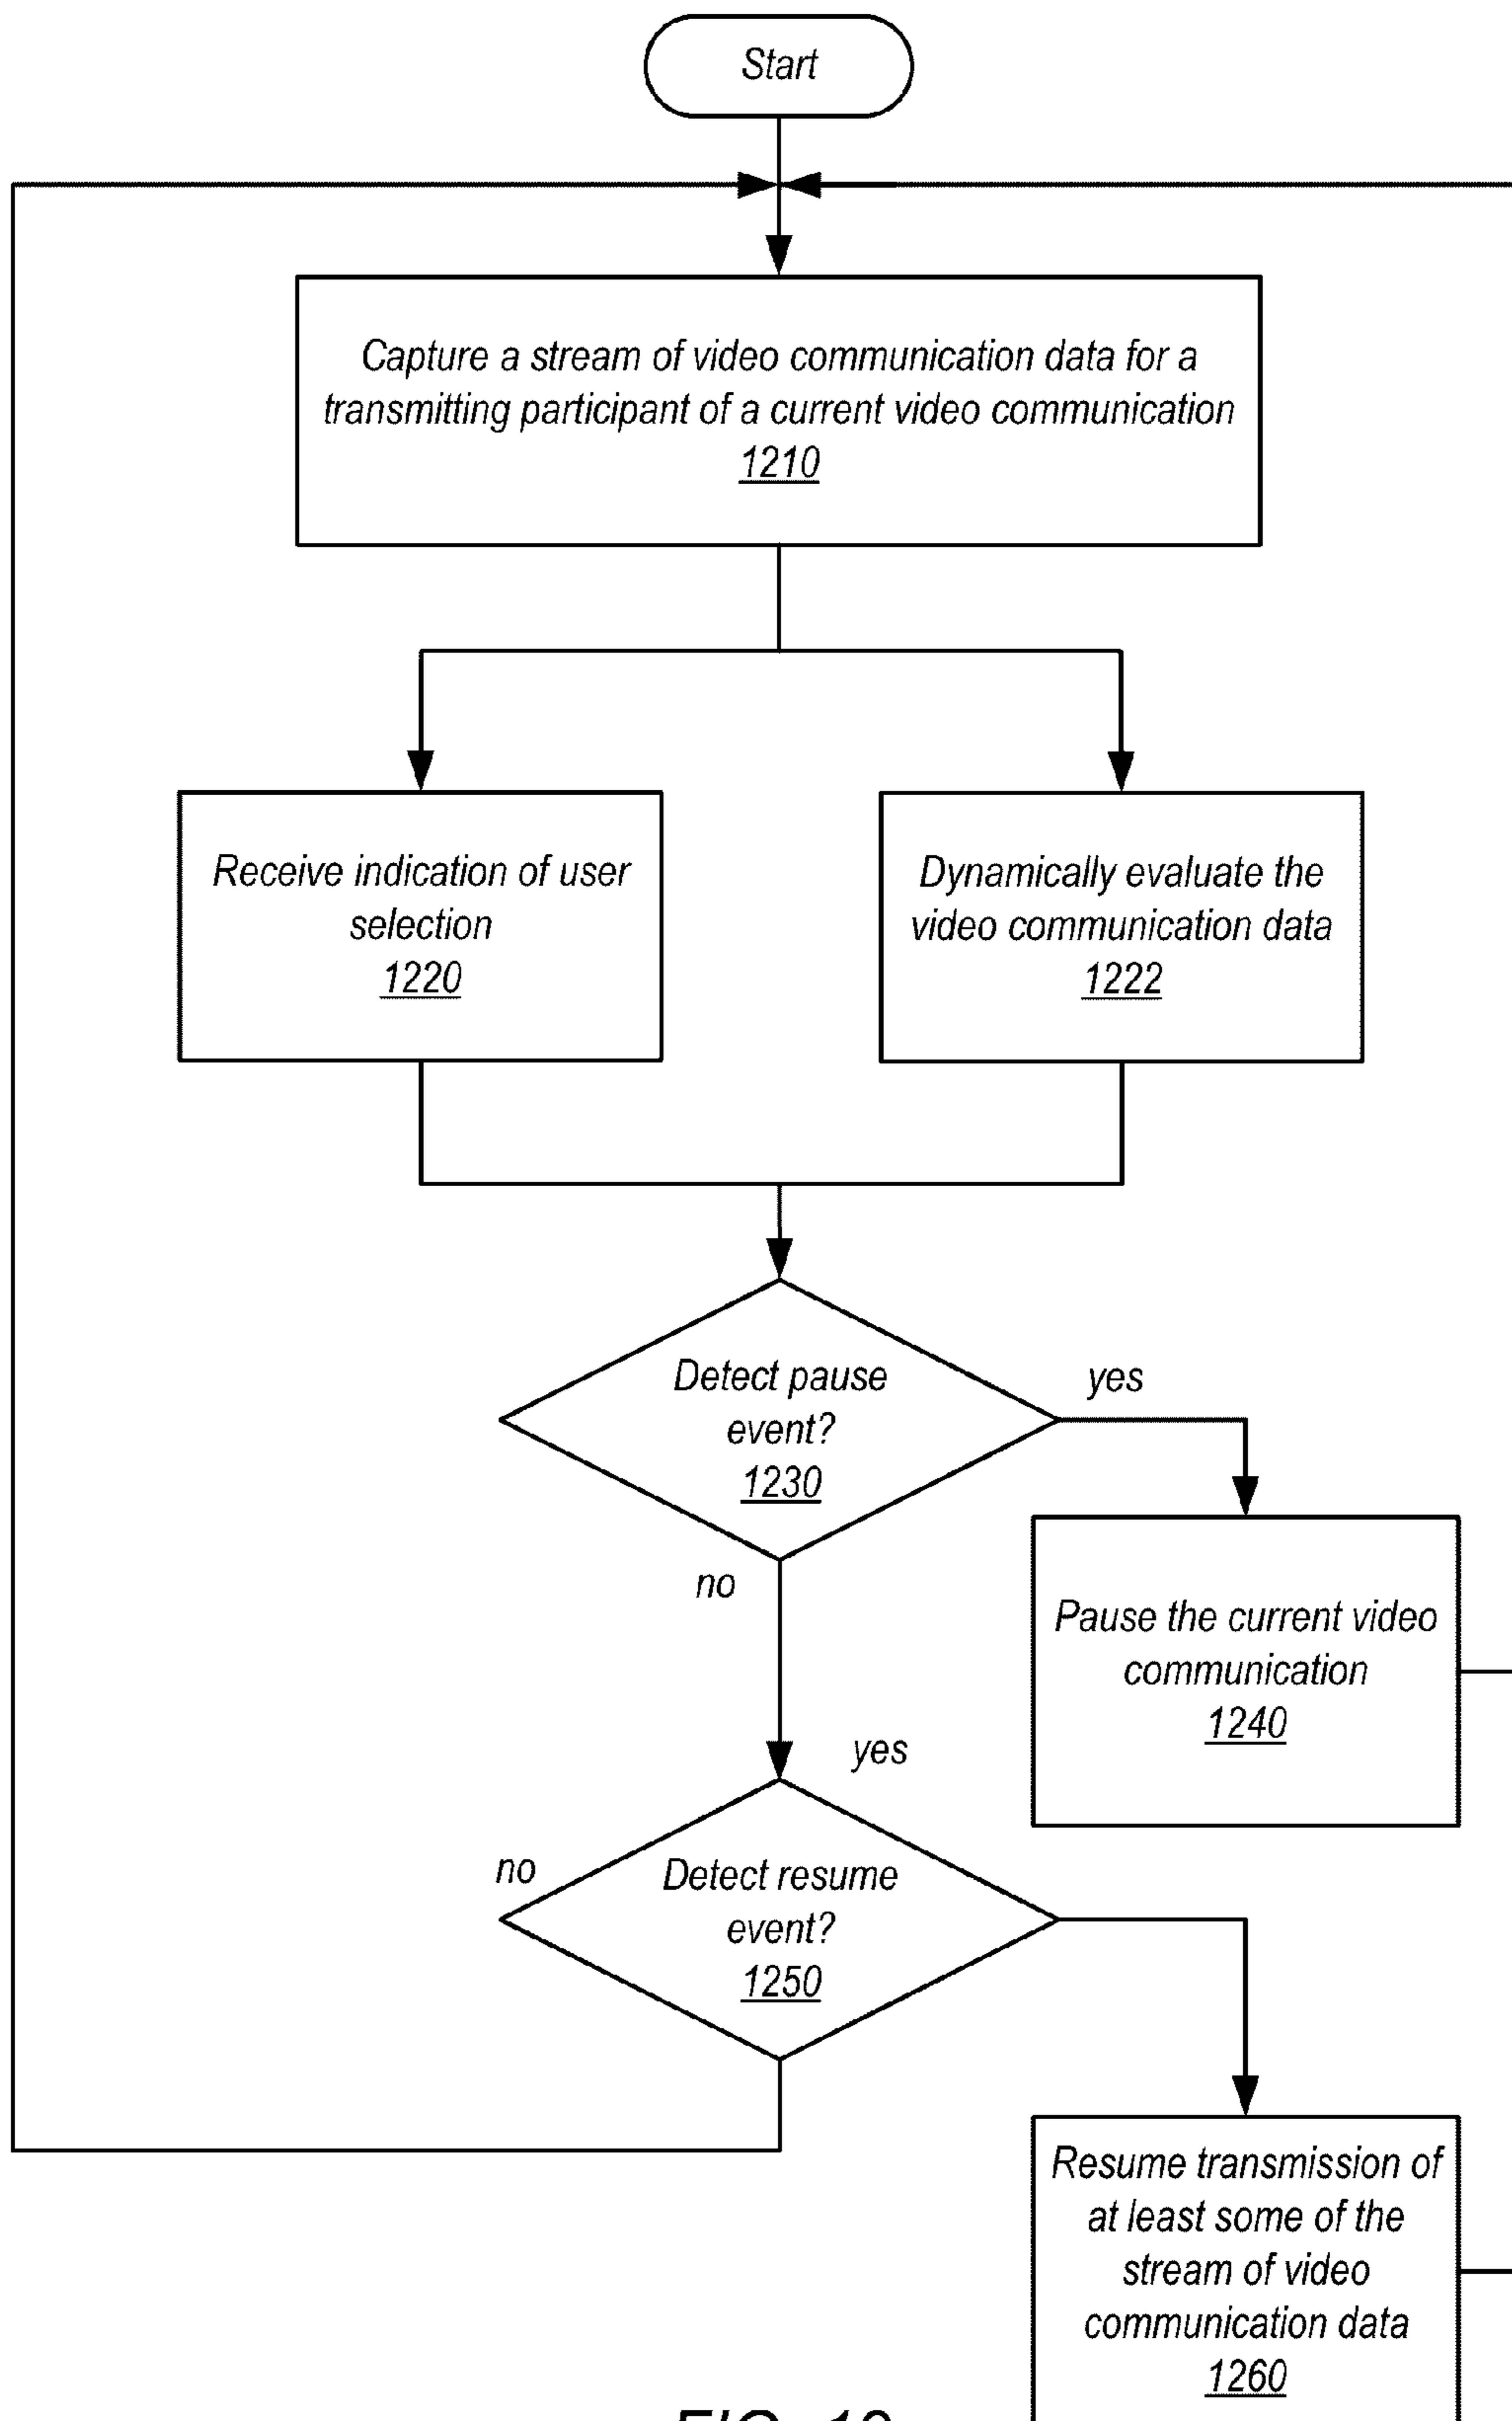 Start
Capture a stream of video communication data for a
transmitting participant of a current video communication
1210
Receive indication of user
selection
1220
Dynamically evaluate the
video communication data
1222
Detect pause
event?
1230
yes
no
Pause the current video
communication
1240
yes
no
Detect resume
event?
1250
Resume transmission of
at least some of the
stream of video
communication data
1260
FIG.